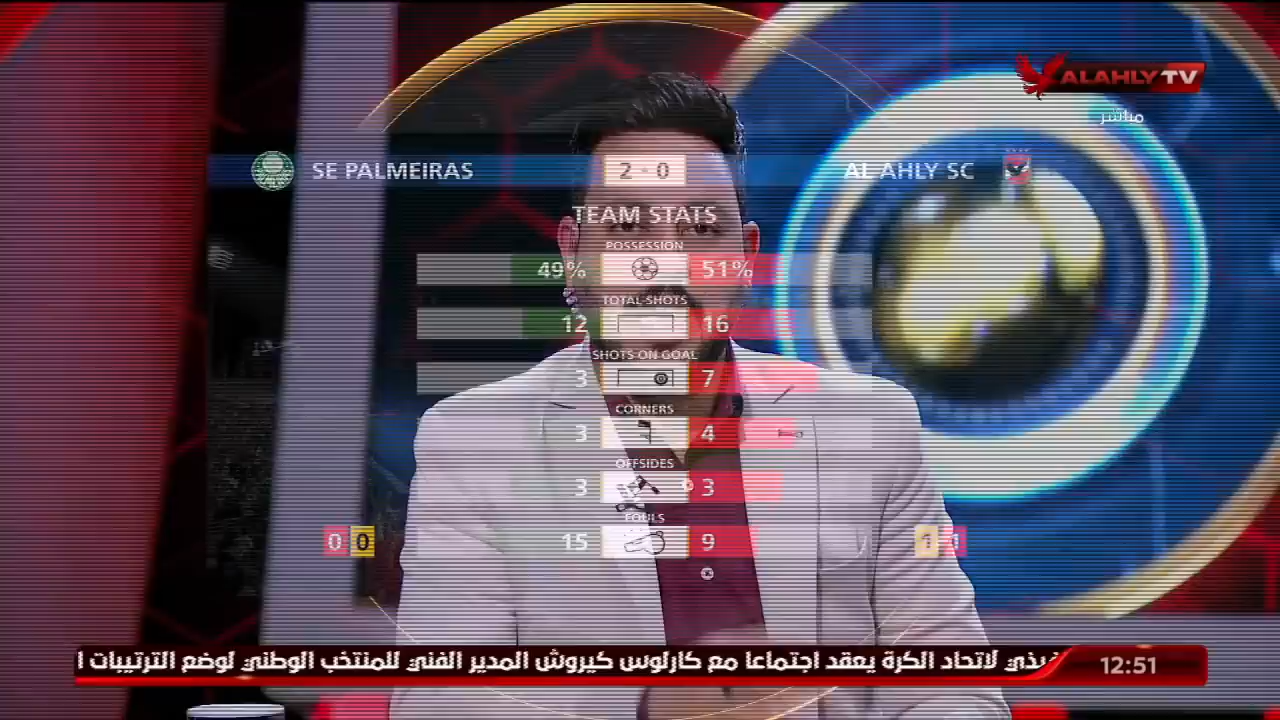 ALAHLY TV
مباشر
SE PALMEIRAS 2 - 0 AL AHLY SC
TEAM STATS
POSSESSION
49% 51%
TOTAL SHOTS
12 16
SHOTS ON GOAL
3 7
CORNERS
3 4
OFFSIDES
3 3
FOULS
0 0 15 9 1 1
لاتحاد الكرة يعقد اجتماعا مع كارلوس كيروش المدير الفني للمنتخب الوطني لوضع الترتيبات
12:51